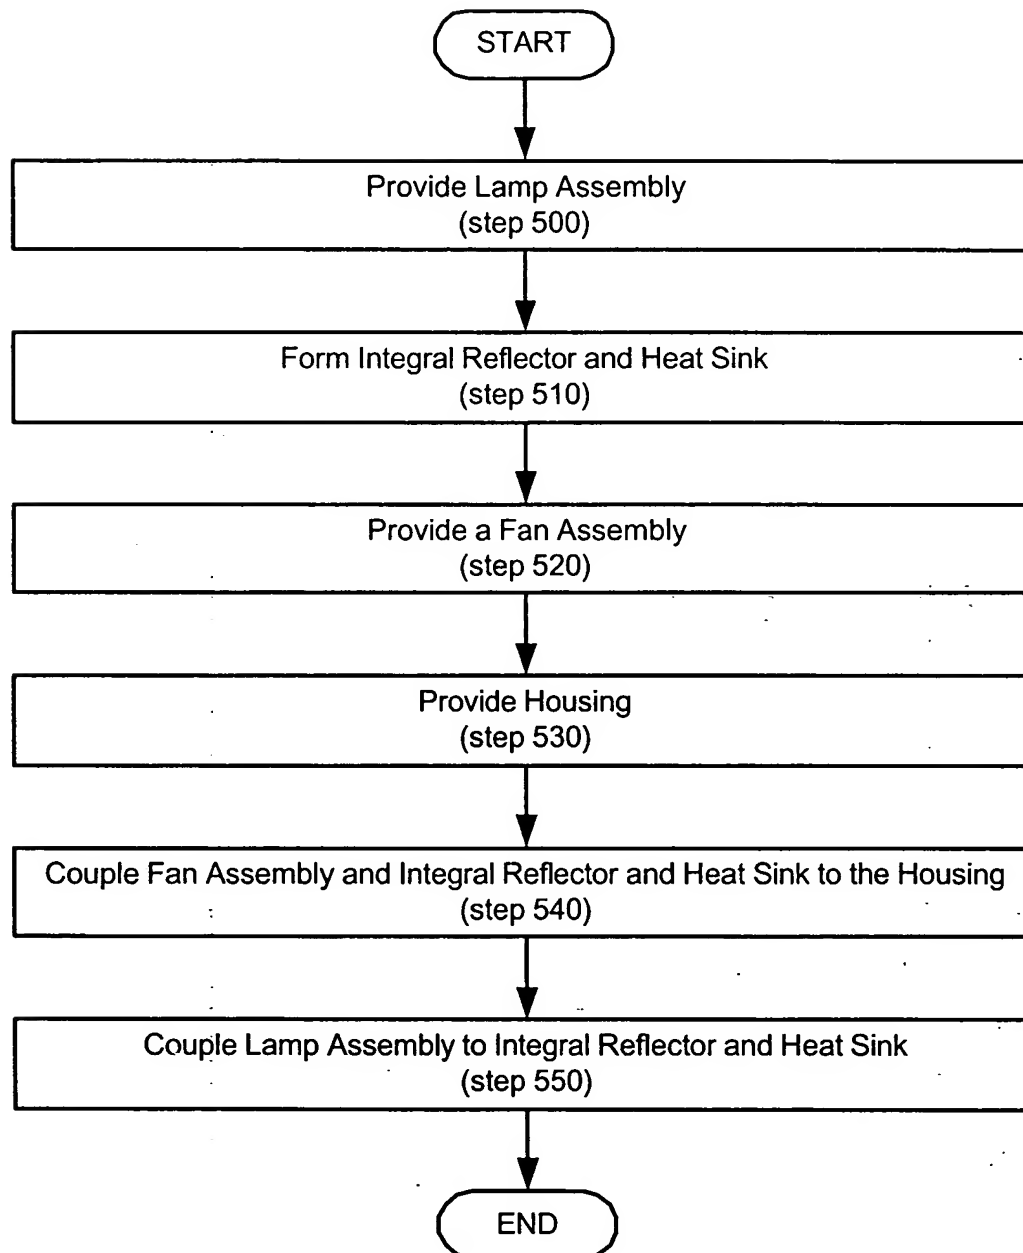 START
Provide Lamp Assembly
(step 500)
Form Integral Reflector and Heat Sink
(step 510)
Provide a Fan Assembly
(step 520)
Provide Housing
(step 530)
Couple Fan Assembly and Integral Reflector and Heat Sink to the Housing
(step 540)
Couple Lamp Assembly to Integral Reflector and Heat Sink
(step 550)
END